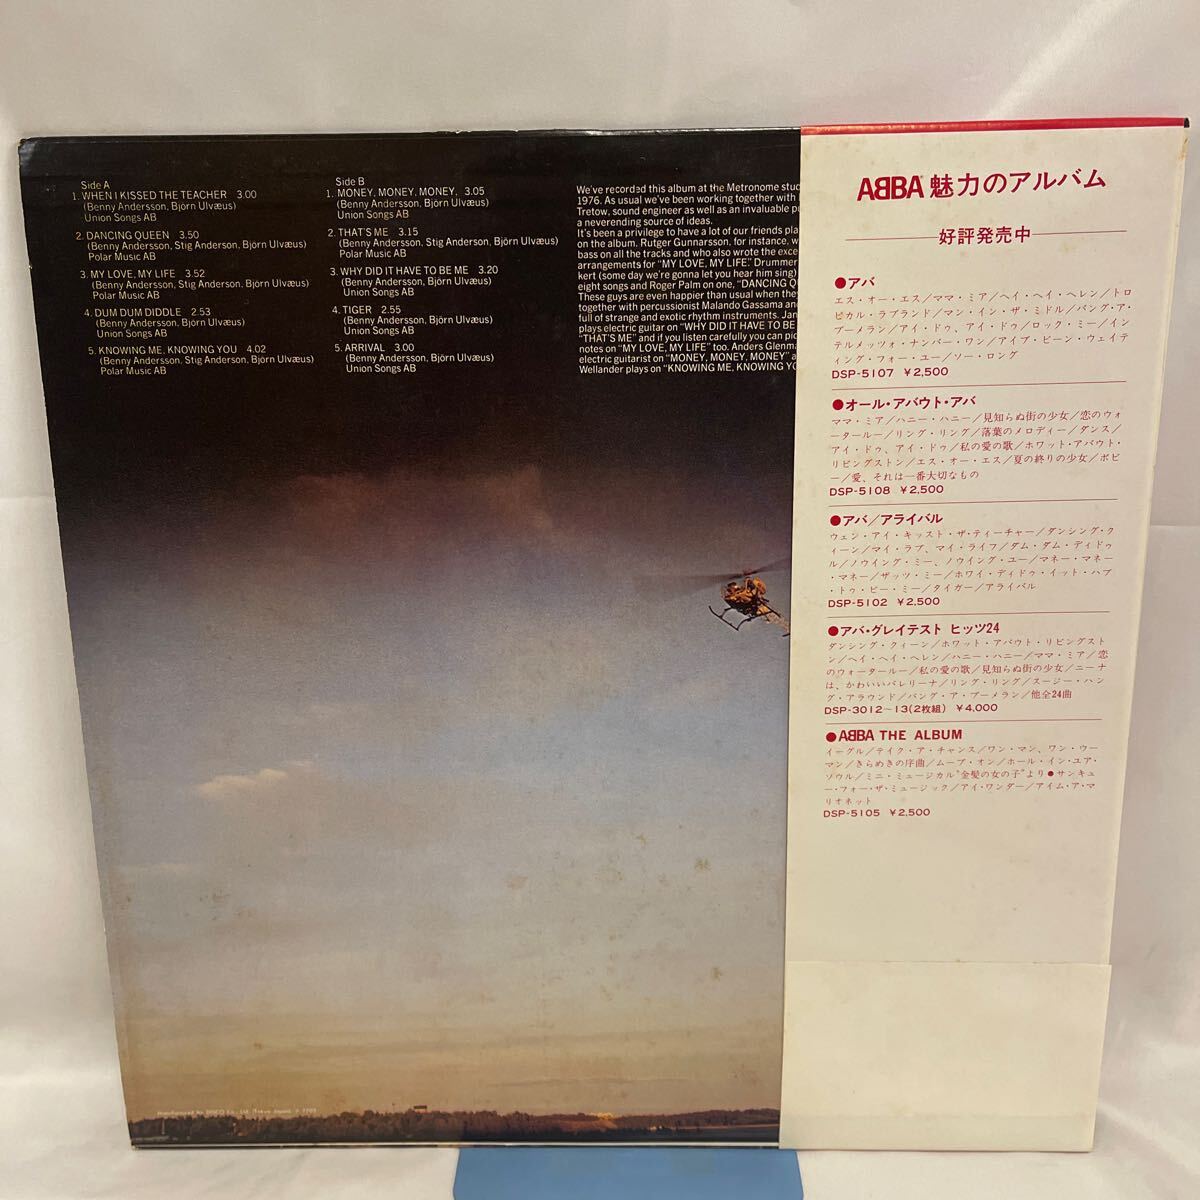 Side A
1. WHEN I KISSED THE TEACHER 3.00
(Benny Andersson, Björn Ulvæus)
Union Songs AB
2. DANCING QUEEN 3.50
(Benny Andersson, Stig Anderson, Björn Ulvæus)
Polar Music AB
3. MY LOVE, MY LIFE 3.52
(Benny Andersson, Stig Anderson, Björn Ulvæus)
Polar Music AB
4. DUM DUM DIDDLE 2.53
(Benny Andersson, Björn Ulvæus)
Union Songs AB
5. KNOWING ME, KNOWING YOU 4.02
(Benny Andersson, Stig Anderson, Björn Ulvæus)
Polar Music AB
Side B
1. MONEY, MONEY, MONEY. 3.05
(Benny Andersson, Björn Ulvæus)
Union Songs AB
2. THAT'S ME 3.15
(Benny Andersson, Stig Anderson, Björn Ulvæus)
Polar Music AB
3. WHY DID IT HAVE TO BE ME 3.20
(Benny Andersson, Björn Ulvæus)
Union Songs AB
4. TIGER 2.55
(Benny Andersson, Björn Ulvæus)
Union Songs AB
5. ARRIVAL 3.00
(Benny Andersson, Björn Ulvæus)
Union Songs AB
We've recorded this album at the Metronome stud
1976. As usual we've been working together with
Tretow, sound engineer as well as an invaluable p
a neverending source of ideas.
It's been a privilege to have a lot of our friends pla
on the album. Rutger Gunnarsson, for instance, w
bass on all the tracks and who also wrote the exce
arrangements for "MY LOVE, MY LIFE." Drummer
kert (some day we're gonna let you hear him sing)
eight songs and Roger Palm on one, "DANCING Q
These guys are even happier than usual when the
together with percussionist Malando Gassama and
full of strange and exotic rhythm instruments. Jan
plays electric guitar on "WHY DID IT HAVE TO BE
"THAT'S ME" and if you listen carefully you can pic
notes on "MY LOVE, MY LIFE" too. Anders Glenm
electric guitarist on "MONEY, MONEY, MONEY" a
Wellander plays on "KNOWING ME, KNOWING YO
ABBA 魅力のアルバム
好評発売中
●アバ
エス・オー・エス/ママ・ミア/ヘイ・ヘイ・ヘレン/トロ
ピカル・ラブランド/マン・イン・ザ・ミドル/バング・ア・
ブーメラン/アイ・ドゥ、アイ・ドゥ/ロック・ミー/イン
テルメッツォ・ナンバー・ワン/アイブ・ビーン・ウェイテ
ィング・フォー・ユー/ソー・ロング
DSP-5107 ¥2,500
●オール・アバウト・アバ
ママ・ミア/ハニー・ハニー/見知らぬ街の少女/恋のウォ
ータールー/リング・リング/落葉のメロディー/ダンス/
アイ・ドゥ、アイ・ドゥ/私の愛の歌/ホワット・アバウト・
リビングストン/エス・オー・エス/夏の終りの少女/ボビ
ー/愛、それは一番大切なもの
DSP-5108 ¥2,500
●アバ/アライバル
ウェン・アイ・キッスト・ザ・ティーチャー/ダンシング・ク
ィーン/マイ・ラブ、マイ・ライフ/ダム・ダム・ディドゥ
ル/ノウイング・ミー、ノウイング・ユー/マネー・マネー
・マネー/ザッツ・ミー/ホワイ・ディドゥ・イット・ハブ
・トゥ・ビー・ミー/タイガー/アライバル
DSP-5102 ¥2,500
●アバ・グレイテスト ヒッツ24
ダンシング・クィーン/ホワット・アバウト・リビングスト
ン/ヘイ・ヘイ・ヘレン/ハニー・ハニー/ママ・ミア/恋
のウォータールー/私の愛の歌/見知らぬ街の少女/ニーナ
は、かわいいバレリーナ/リング・リング/スージー・ハン
グ・アラウンド/バング・ア・ブーメラン/他全24曲
DSP-3012~13(2枚組) ¥4,000
●ABBA THE ALBUM
イーグル/テイク・ア・チャンス/ワン・マン、ワン・ウー
マン/きらめきの序曲/ムーブ・オン/ホール・イン・ユア・
ソウル/ミニ・ミュージカル"金髪の女の子"より●サンキュ
ー・フォー・ザ・ミュージック/アイ・ワンダー/アイム・ア・マ
リオネット
DSP-5105 ¥2,500
Manufactured by DISCO Co., Ltd. (Tokyo Japan)